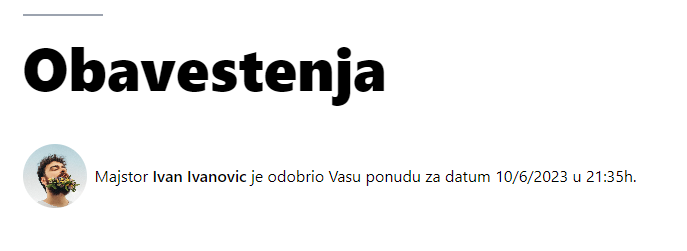 Obavestenja
Majstor Ivan Ivanovic je odobrio Vasu ponudu za datum 10/6/2023 u 21:35h.